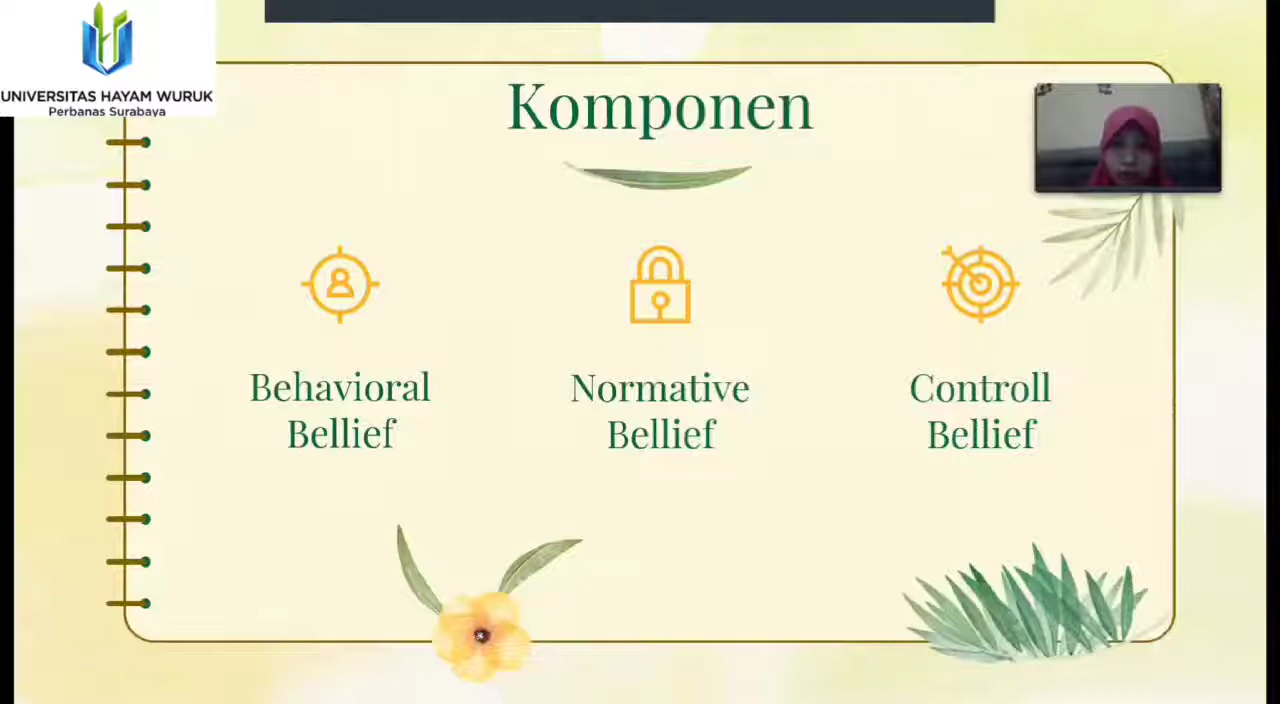 UNIVERSITAS HAYAM WURUK
Perbanas Surabaya
Komponen
Behavioral
Bellief
Normative
Bellief
Controll
Bellief